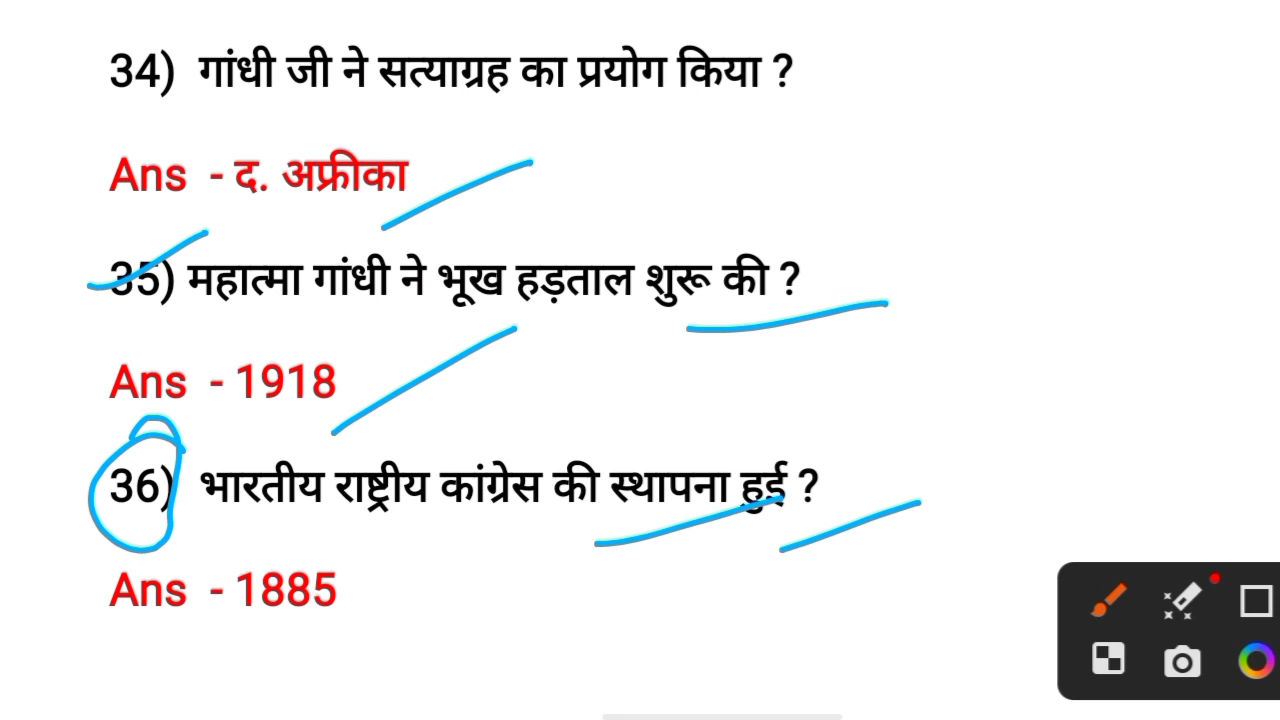 34) गांधी जी ने सत्याग्रह का प्रयोग किया ?
Ans - द. अफ्रीका
35) महात्मा गांधी ने भूख हड़ताल शुरू की ?
Ans - 1918
36) भारतीय राष्ट्रीय कांग्रेस की स्थापना हुई ?
Ans - 1885